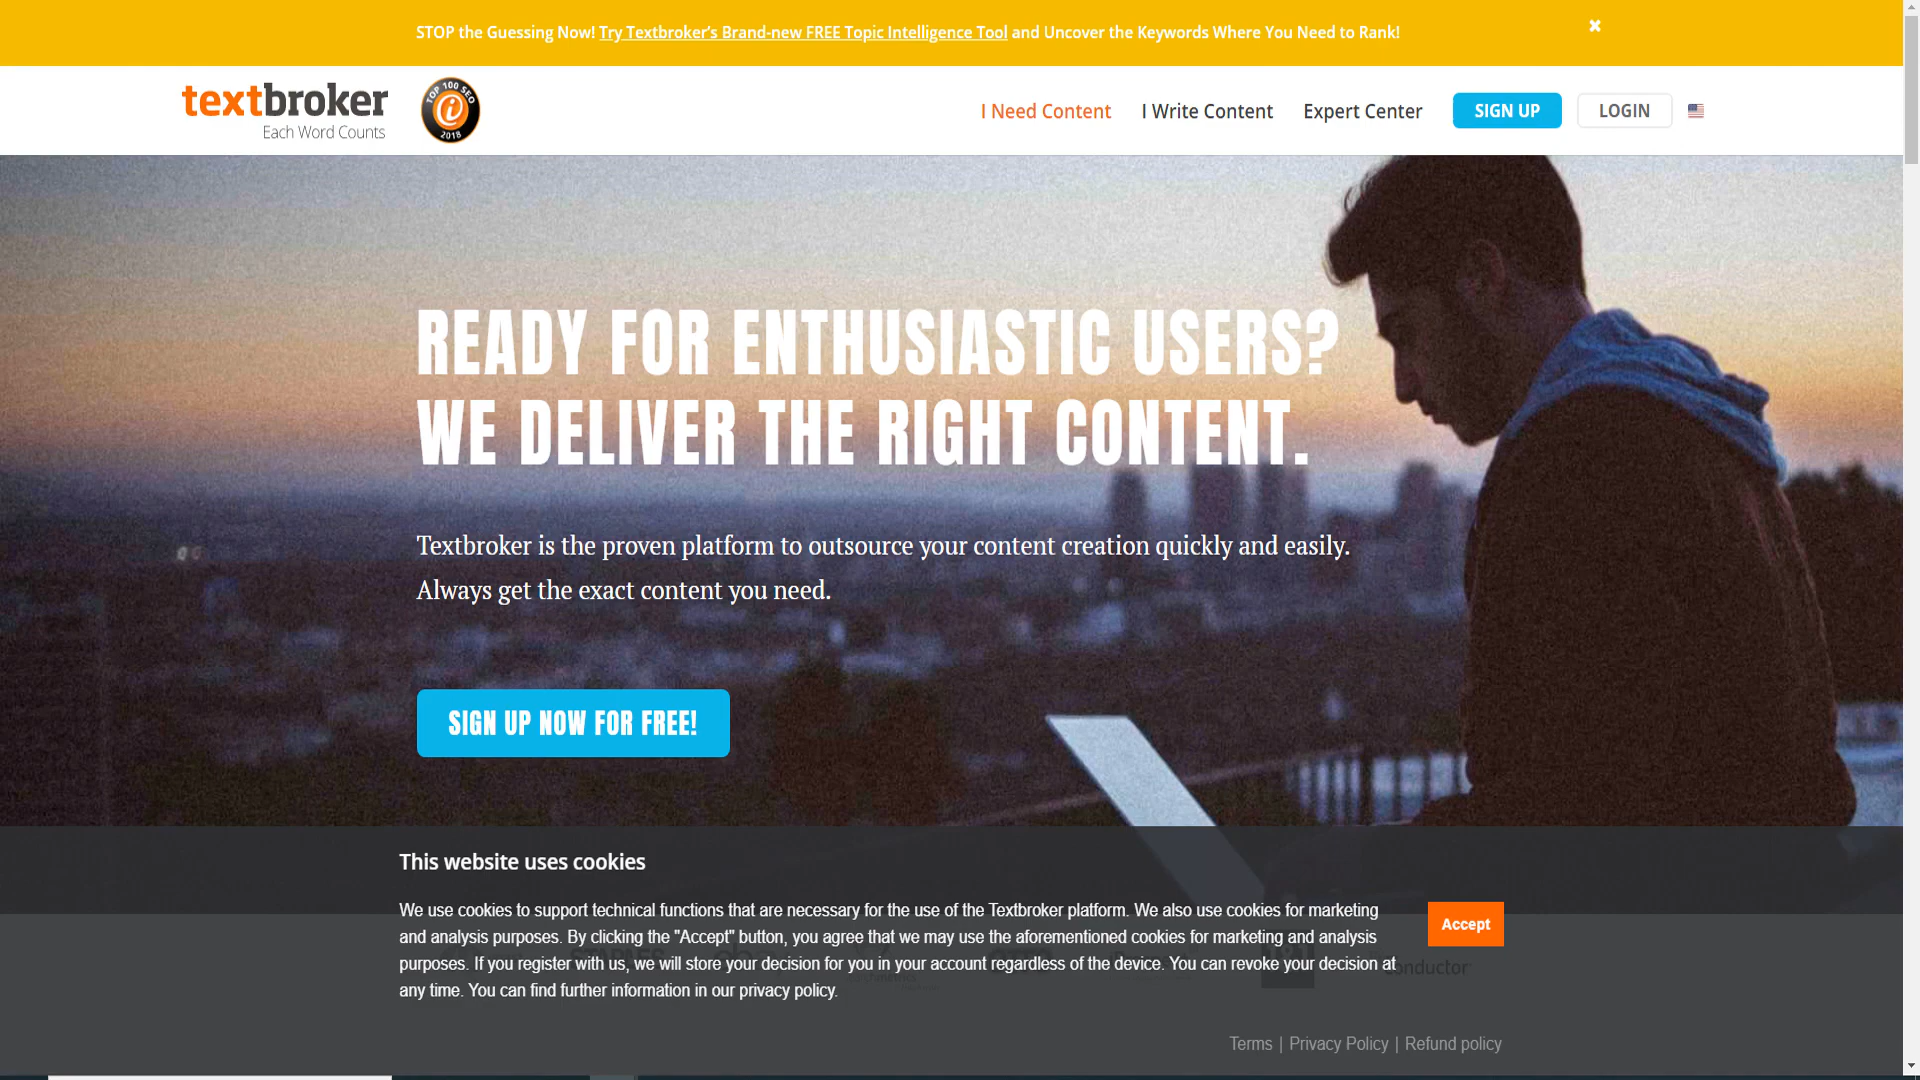 STOP the Guessing Now! Try Textbroker's Brand-new FREE Topic Intelligence Tool and Uncover the Keywords Where You Need to Rank!
textbroker
Each Word Counts
TOP 100 SEO
2018
I Need Content
I Write Content
Expert Center
SIGN UP
LOGIN
READY FOR ENTHUSIASTIC USERS?
WE DELIVER THE RIGHT CONTENT.
Textbroker is the proven platform to outsource your content creation quickly and easily.
Always get the exact content you need.
SIGN UP NOW FOR FREE!
This website uses cookies
We use cookies to support technical functions that are necessary for the use of the Textbroker platform. We also use cookies for marketing
and analysis purposes. By clicking the "Accept" button, you agree that we may use the aforementioned cookies for marketing and analysis
purposes. If you register with us, we will store your decision for you in your account regardless of the device. You can revoke your decision at
any time. You can find further information in our privacy policy.
Accept
conductor
Terms | Privacy Policy | Refund policy